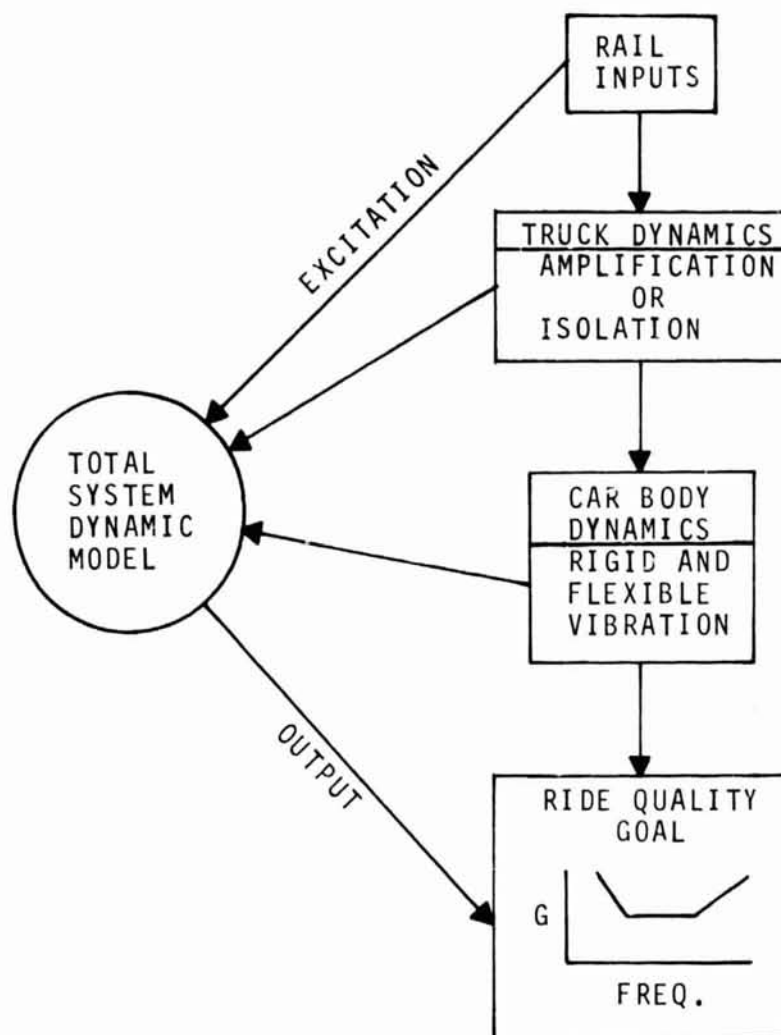 RAIL
INPUTS
EXCITATION
TRUCK DYNAMICS
AMPLIFICATION
OR
ISOLATION
TOTAL
SYSTEM
DYNAMIC
MODEL
CAR BODY
DYNAMICS
RIGID AND
FLEXIBLE
VIBRATION
OUTPUT
RIDE QUALITY
GOAL
G
FREQ.